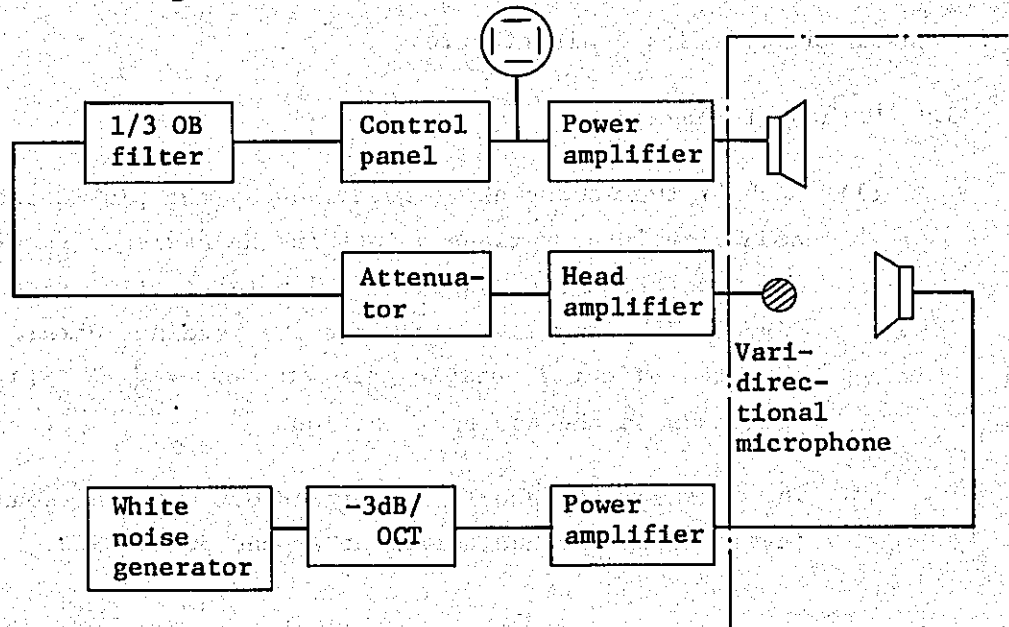 1/3 OB
filter
Control
panel
Power
amplifier
Attenua-
tor
Head
amplifier
Vari-
direc-
tional
microphone
White
noise
generator
-3dB/
OCT
Power
amplifier